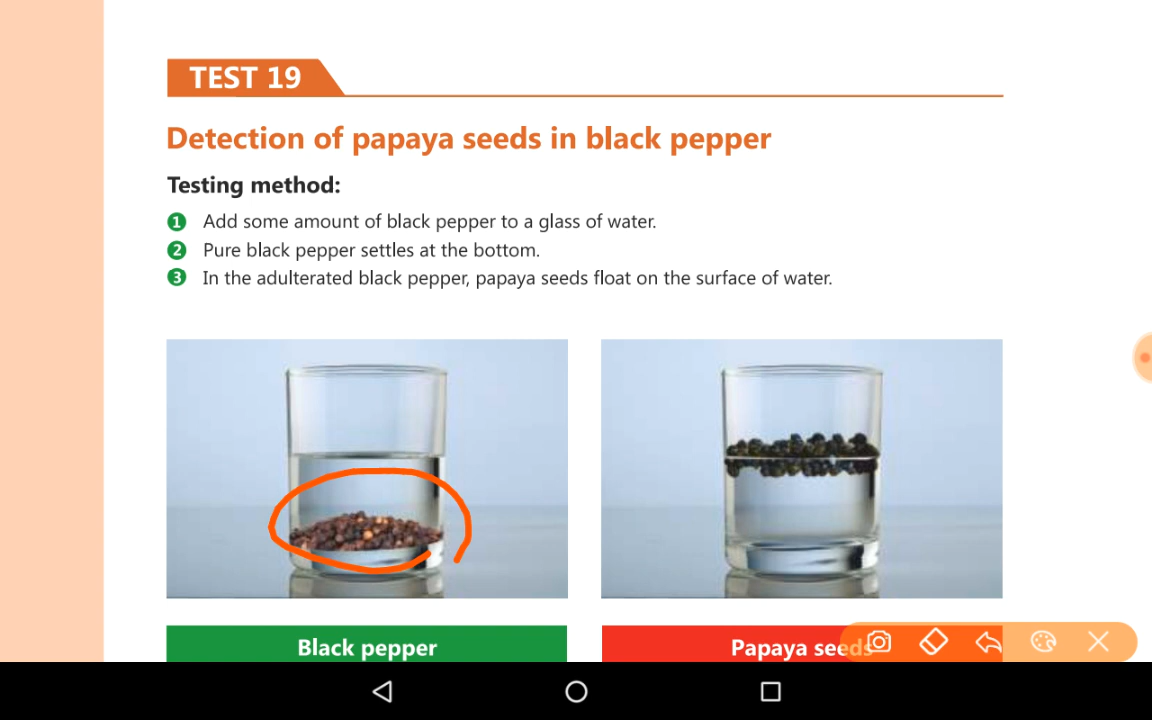 TEST 19
Detection of papaya seeds in black pepper
Testing method:
1 Add some amount of black pepper to a glass of water.
2 Pure black pepper settles at the bottom.
3 In the adulterated black pepper, papaya seeds float on the surface of water.
Black pepper
Papaya seeds